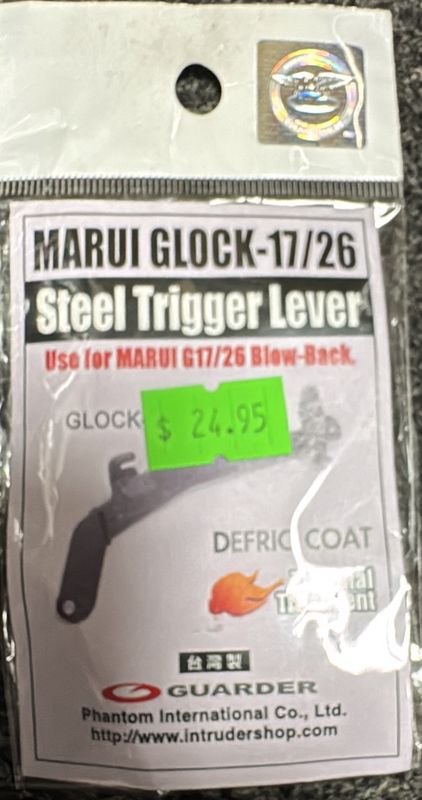 MARUI GLOCK-17/26
Steel Trigger Lever
Use for MARUI G17/26 Blow-Back.
GLOCK
$ 24.95
DEFRIC COAT
台灣製
GUARDER
Phantom International Co., Ltd.
http://www.intrudershop.com